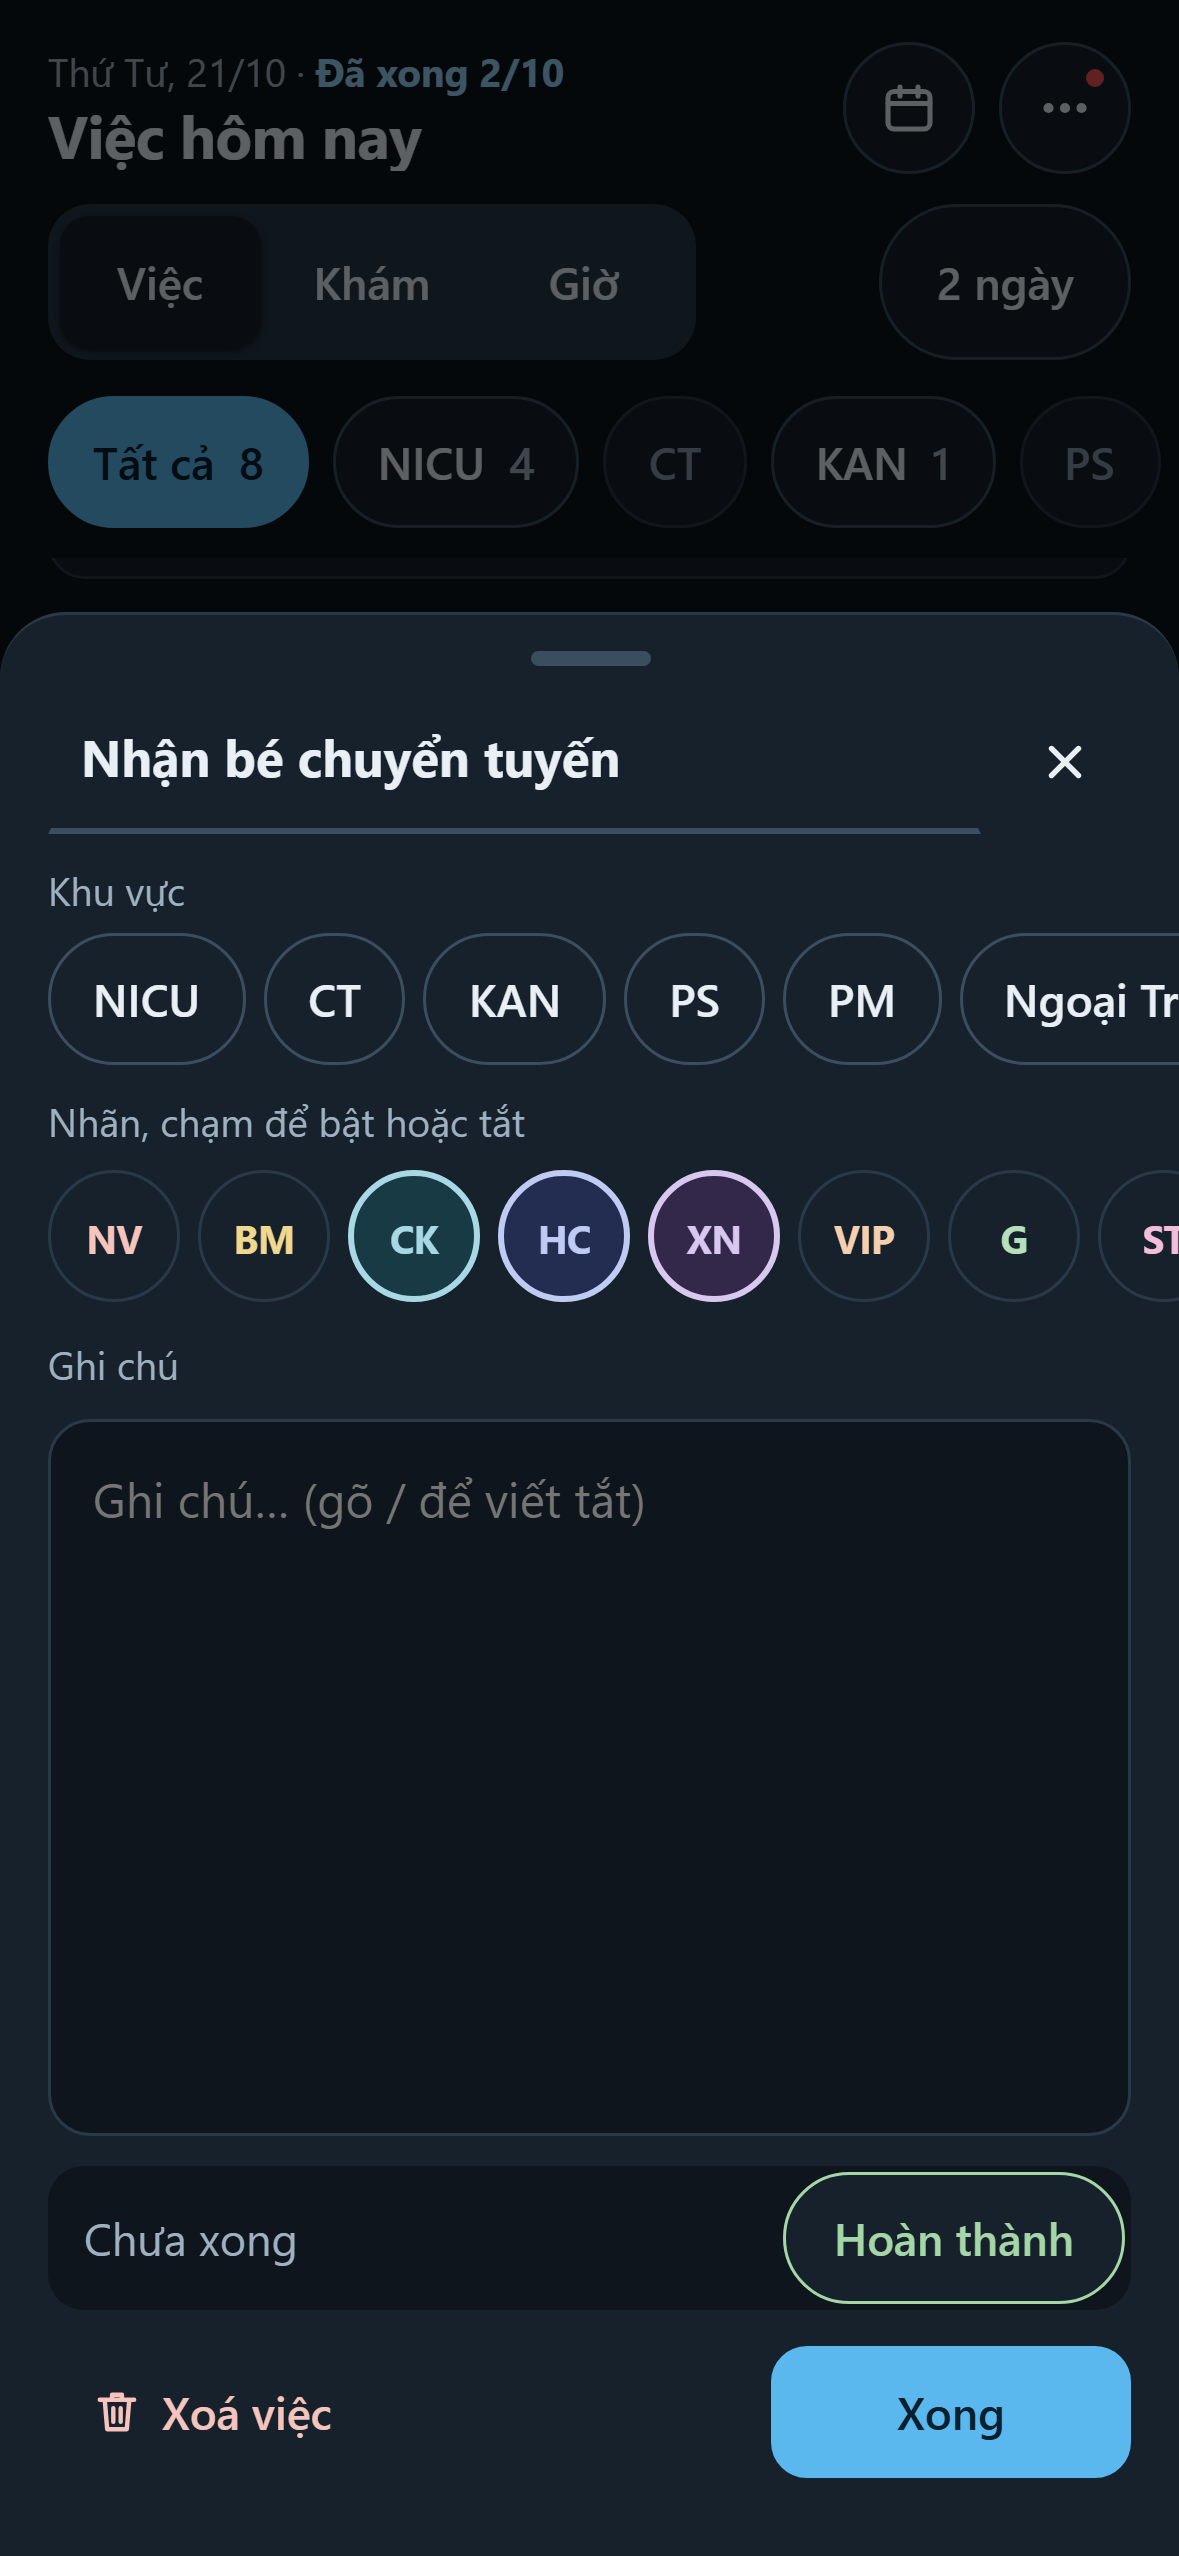 Thứ Tư, 21/10 · Đã xong 2/10
Việc hôm nay
Việc Khám Giờ 2 ngày
Tất cả 8 NICU 4 CT KAN 1 PS
Nhận bé chuyển tuyến
Khu vực
NICU CT KAN PS PM Ngoại Tr
Nhãn, chạm để bật hoặc tắt
NV BM CK HC XN VIP G ST
Ghi chú
Ghi chú... (gõ / để viết tắt)
Chưa xong Hoàn thành
Xoá việc Xong